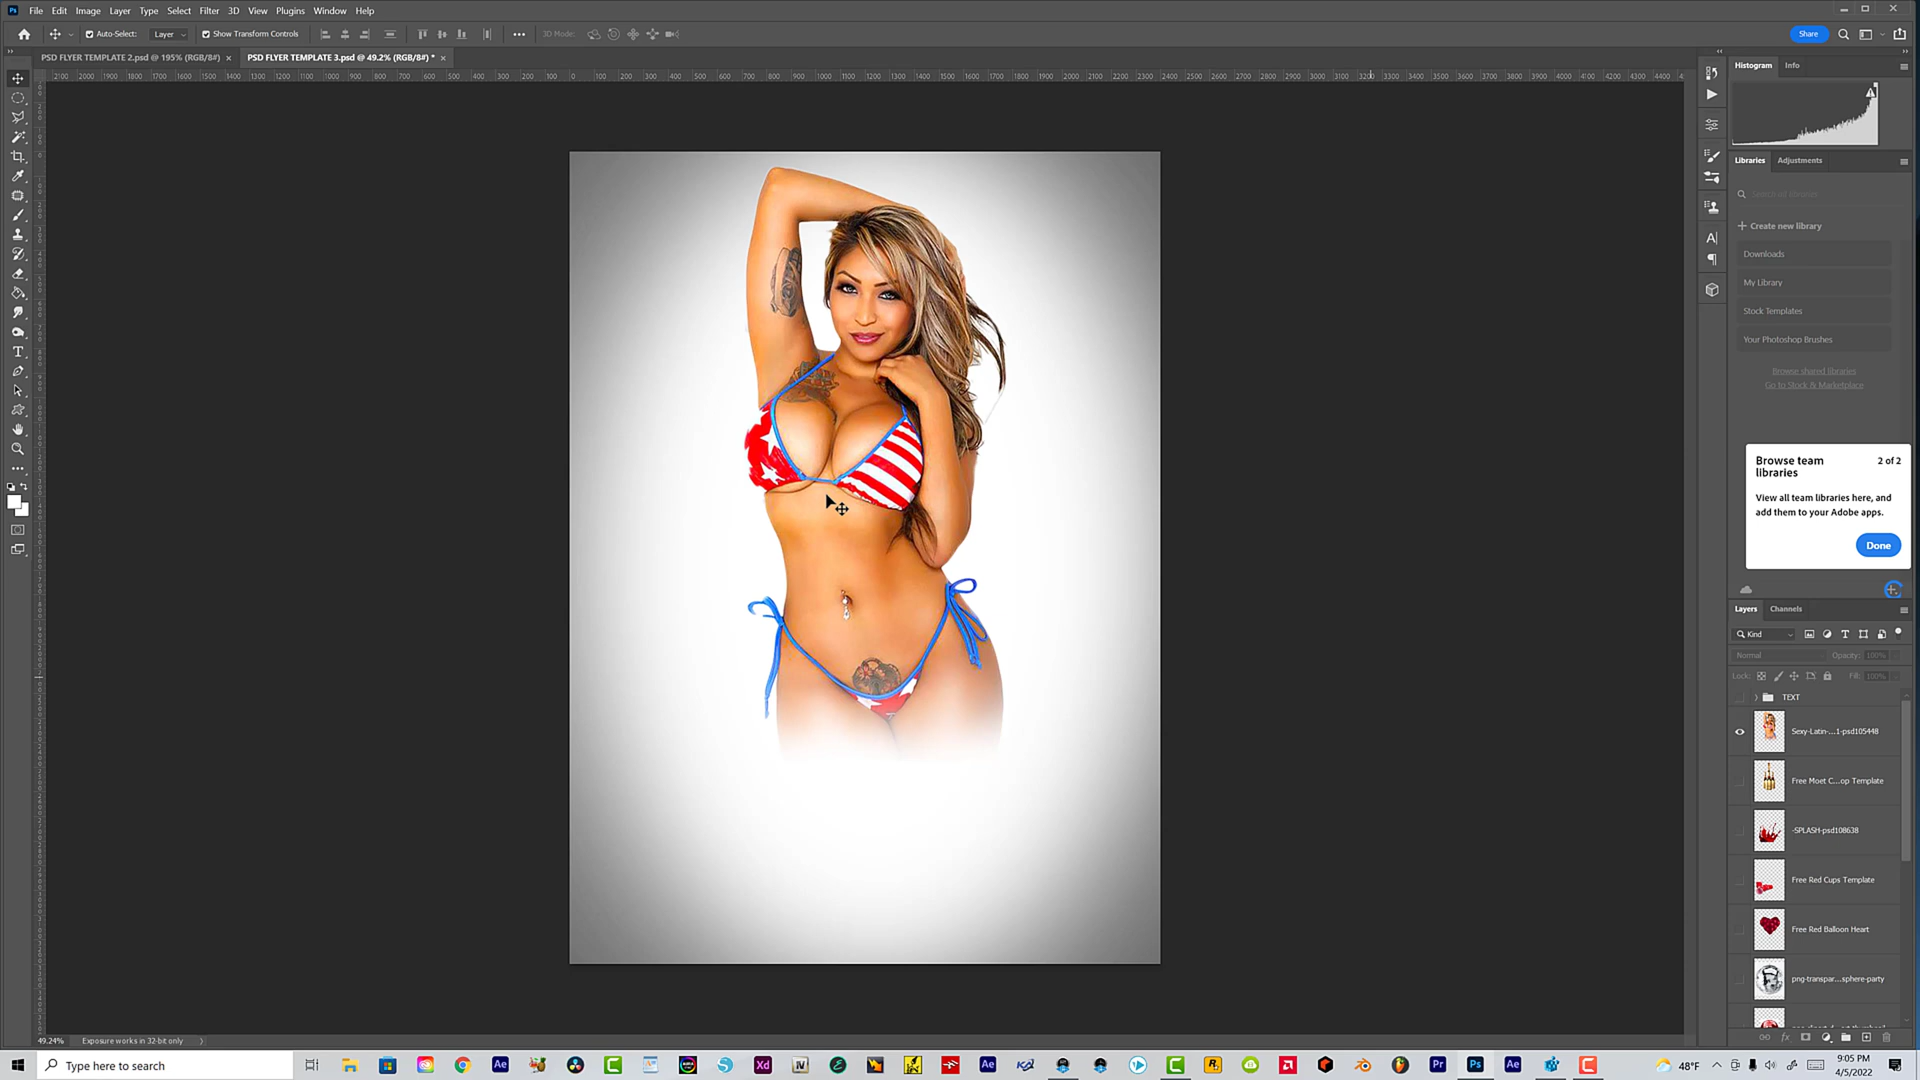 File Edit Image Layer Type Select Filter 3D View Plugins Window Help
Auto-Select: Layer Show Transform Controls 3D Mode: Share
PSD FLYER TEMPLATE 2.psd @ 195% (RGB/8#) × PSD FLYER TEMPLATE 3.psd @ 49.2% (RGB/8#) * ×
Histogram Info
Libraries Adjustments
Search all libraries
+ Create new library
Downloads
My Library
Stock Templates
Your Photoshop Brushes
Browse shared libraries
Go to Stock & Marketplace
Browse team 2 of 2
libraries
View all team libraries here, and
add them to your Adobe apps.
Done
Layers Channels
Kind
Normal Opacity: 100%
Lock: Fill: 100%
TEXT
Sexy-Latin-...1-psd105448
Free Moet C...op Template
-SPLASH-psd108638
Free Red Cups Template
Free Red Balloon Heart
png-transpar...sphere-party
49.24% Exposure works in 32-bit only
Type here to search
48°F
9:05 PM
4/5/2022